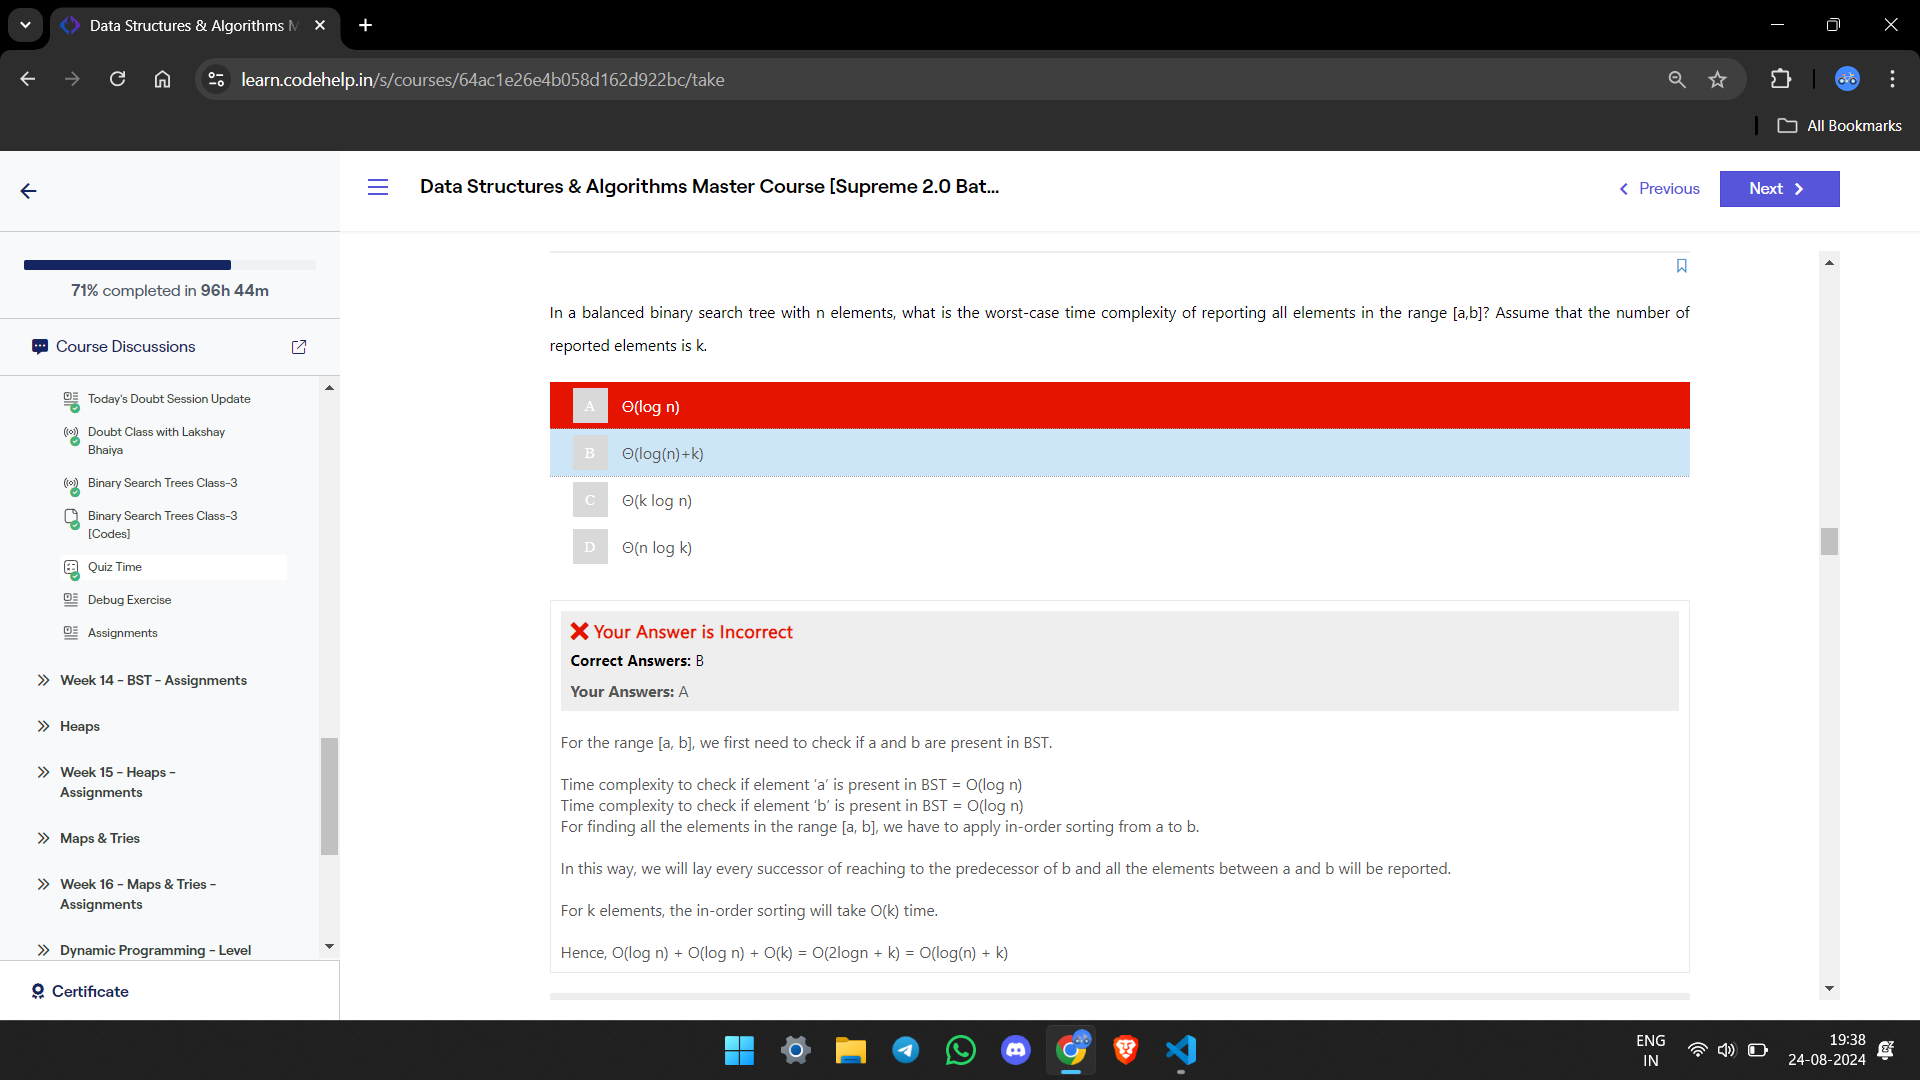 Data Structures & Algorithms M
learn.codehelp.in/s/courses/64ac1e26e4b058d162d922bc/take
All Bookmarks
Data Structures & Algorithms Master Course [Supreme 2.0 Bat...
Previous
Next
71% completed in 96h 44m
Course Discussions
Today's Doubt Session Update
Doubt Class with Lakshay
Bhaiya
Binary Search Trees Class-3
Binary Search Trees Class-3
[Codes]
Quiz Time
Debug Exercise
Assignments
Week 14 - BST - Assignments
Heaps
Week 15 - Heaps -
Assignments
Maps & Tries
Week 16 - Maps & Tries -
Assignments
Dynamic Programming - Level
Certificate
In a balanced binary search tree with n elements, what is the worst-case time complexity of reporting all elements in the range [a,b]? Assume that the number of
reported elements is k.
A Θ(log n)
B Θ(log(n)+k)
C Θ(k log n)
D Θ(n log k)
Your Answer is Incorrect
Correct Answers: B
Your Answers: A
For the range [a, b], we first need to check if a and b are present in BST.
Time complexity to check if element ‘a’ is present in BST = O(log n)
Time complexity to check if element ‘b’ is present in BST = O(log n)
For finding all the elements in the range [a, b], we have to apply in-order sorting from a to b.
In this way, we will lay every successor of reaching to the predecessor of b and all the elements between a and b will be reported.
For k elements, the in-order sorting will take O(k) time.
Hence, O(log n) + O(log n) + O(k) = O(2logn + k) = O(log(n) + k)
ENG
IN
19:38
24-08-2024